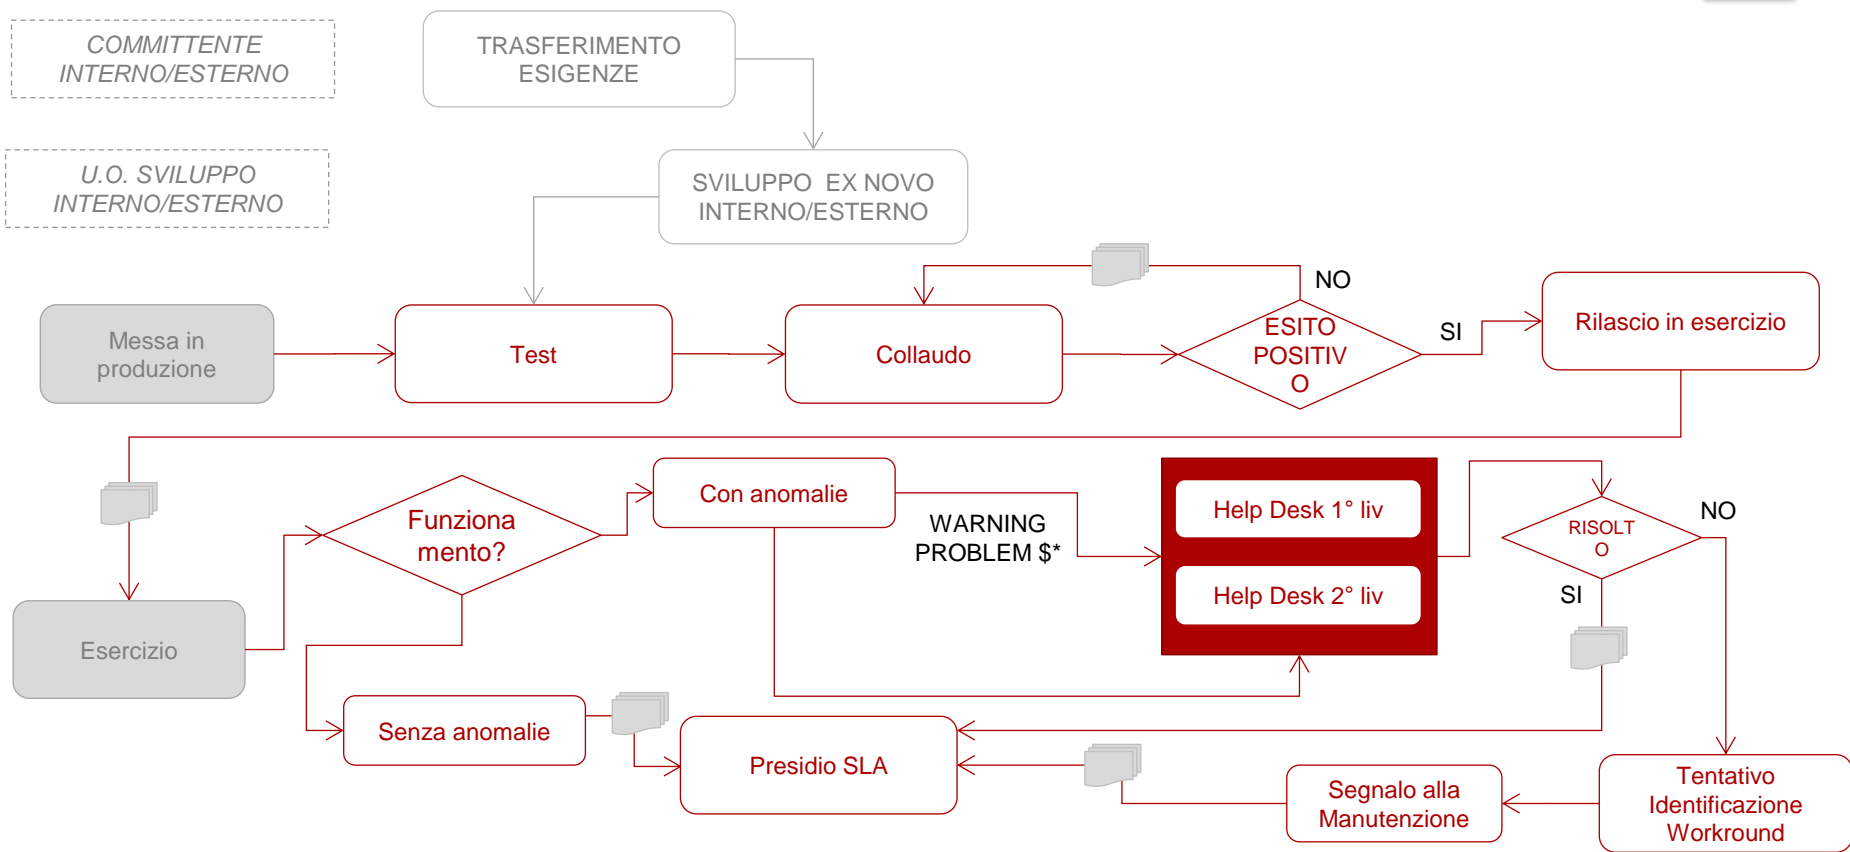 COMMITTENTE
INTERNO/ESTERNO
TRASFERIMENTO
ESIGENZE
U.O. SVILUPPO
INTERNO/ESTERNO
SVILUPPO  EX NOVO
INTERNO/ESTERNO
Messa in
produzione
Test
Collaudo
NO
ESITO
POSITIV
O
SI
Rilascio in esercizio
Esercizio
Funziona
mento?
Con anomalie
WARNING
PROBLEM $*
Help Desk 1° liv
Help Desk 2° liv
RISOLT
O
NO
SI
Senza anomalie
Presidio SLA
Segnalo alla
Manutenzione
Tentativo
Identificazione
Workround